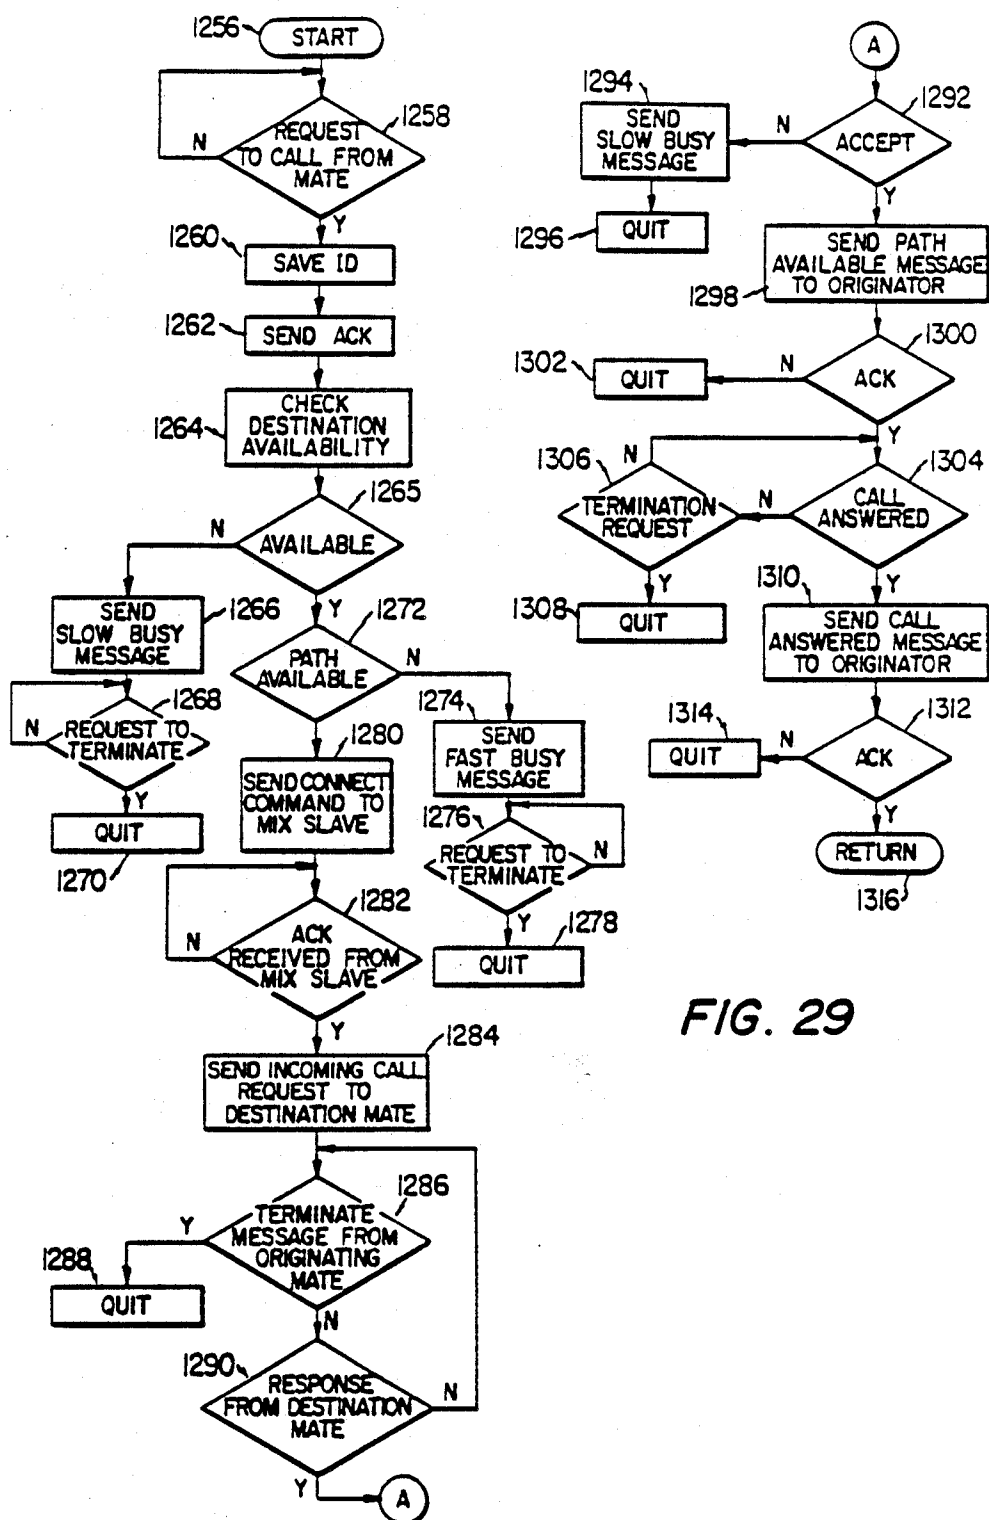 1256
START
N
REQUEST
TO CALL FROM
MATE
1258
Y
1260
SAVE ID
1262
SEND ACK
1264
CHECK
DESTINATION
AVAILABILITY
1265
N
AVAILABLE
Y
SEND
SLOW BUSY
MESSAGE
1266
1268
N
REQUEST TO
TERMINATE
Y
QUIT
1270
1272
PATH
AVAILABLE
N
1274
SEND
FAST BUSY
MESSAGE
1276
REQUEST TO
TERMINATE
N
Y
1278
QUIT
1280
SEND CONNECT
COMMAND TO
MIX SLAVE
1282
N
ACK
RECEIVED FROM
MIX SLAVE
Y
1284
SEND INCOMING CALL
REQUEST TO
DESTINATION MATE
1286
Y
TERMINATE
MESSAGE FROM
ORIGINATING
MATE
1288
QUIT
N
1290
RESPONSE
FROM DESTINATION
MATE
N
Y
A
A
1292
ACCEPT
N
1294
SEND
SLOW BUSY
MESSAGE
1296
QUIT
Y
SEND PATH
AVAILABLE MESSAGE
TO ORIGINATOR
1298
1300
ACK
N
1302
QUIT
Y
1304
CALL
ANSWERED
N
1306
N
TERMINATION
REQUEST
Y
1308
QUIT
Y
1310
SEND CALL
ANSWERED MESSAGE
TO ORIGINATOR
1312
ACK
N
1314
QUIT
Y
RETURN
1316
FIG. 29